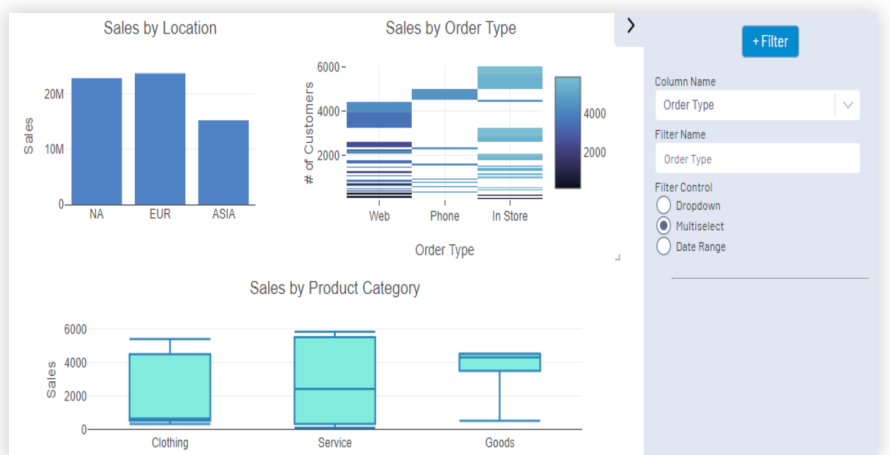 Sales by Location
Sales
20M
10M
0
NA EUR ASIA
Sales by Order Type
# of Customers
6000
4000
2000
4000
2000
Web Phone In Store
Order Type
Sales by Product Category
Sales
6000
4000
2000
0
Clothing Service Goods
+ Filter
Column Name
Order Type
Filter Name
Order Type
Filter Control
Dropdown
Multiselect
Date Range